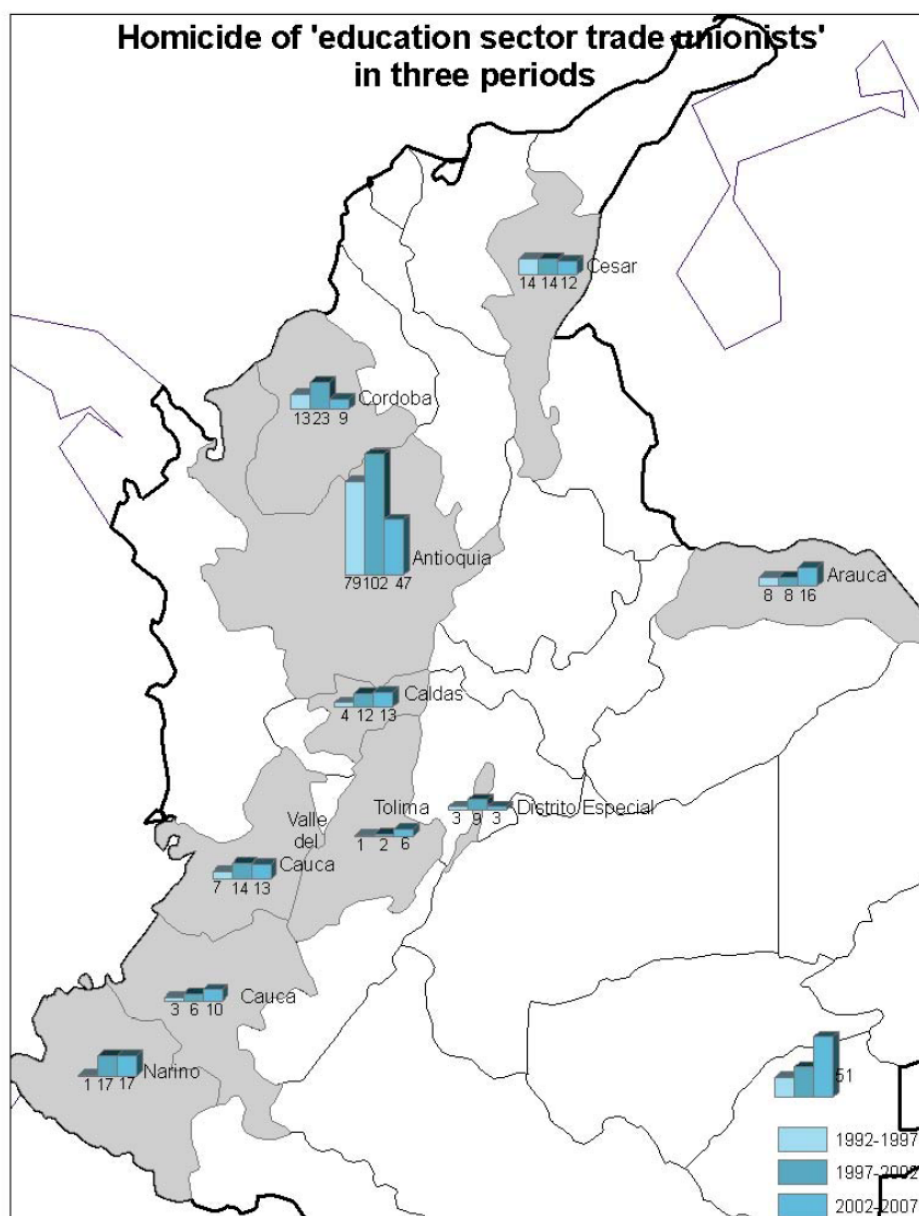 Homicide of 'education sector trade unionists'
in three periods
Cesar
14 14 12
Cordoba
13 23 9
Antioquia
79 102 47
Arauca
8 8 16
Caldas
4 12 13
Tolima
1 2 6
Distrito Especial
3 9 3
Valle
del
Cauca
7 14 13
Cauca
3 6 10
Narino
1 17 17
51
1992-1997
1997-2002
2002-2007